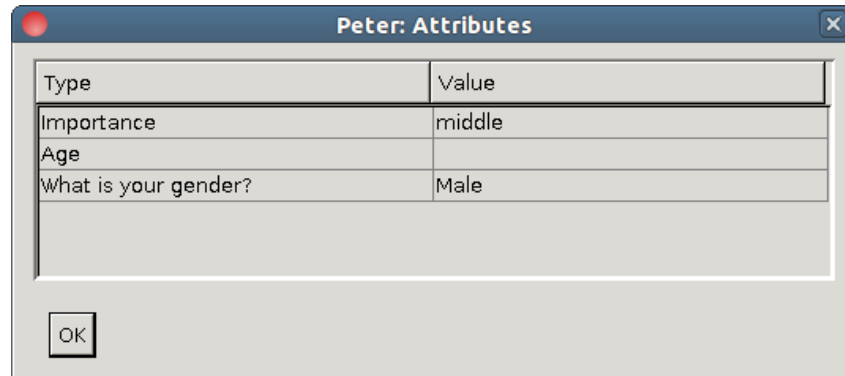 Peter: Attributes
Type Value
Importance middle
Age
What is your gender? Male
OK